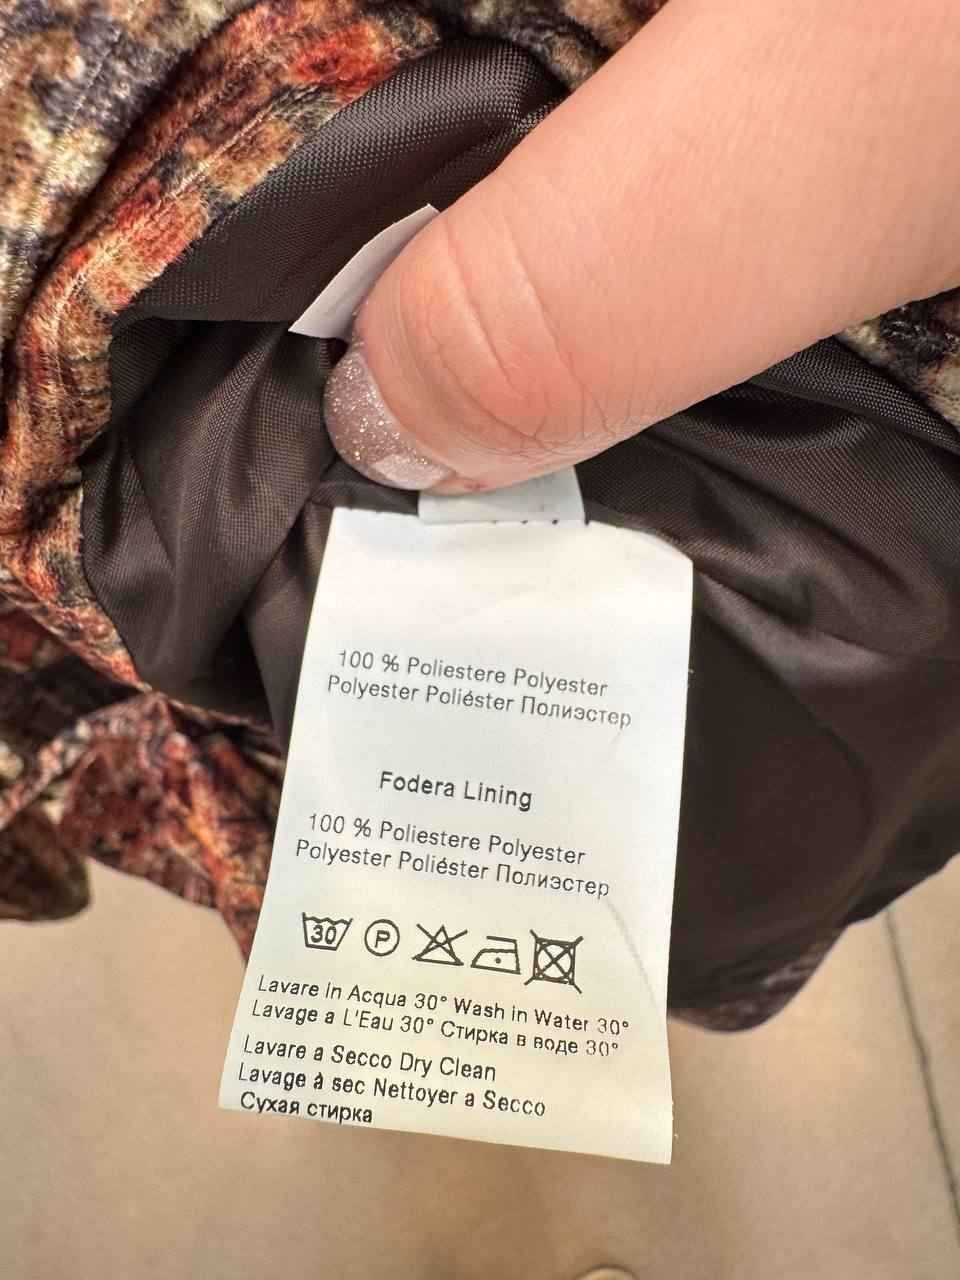 100 % Poliestere Polyester
Polyester Poliéster Полиэстер
Fodera Lining
100 % Poliestere Polyester
Polyester Poliéster Полиэстер
30 P
Lavare in Acqua 30° Wash in Water 30°
Lavage a L'Eau 30° Стирка в воде 30°
Lavare a Secco Dry Clean
Lavage à sec Nettoyer a Secco
Сухая стирка